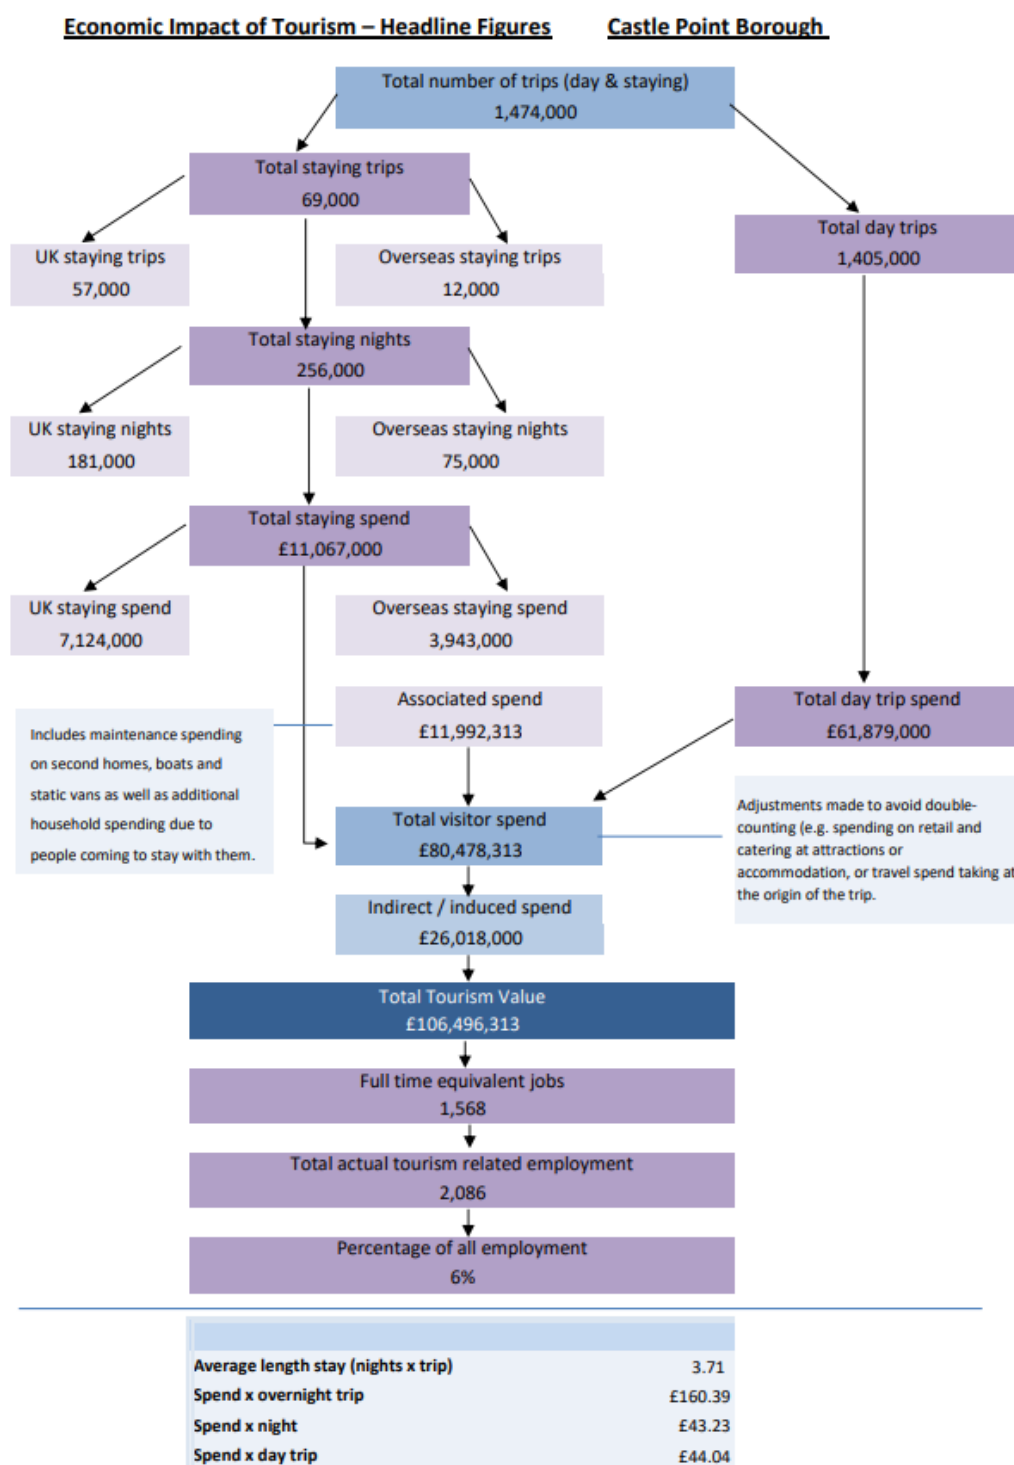 Economic Impact of Tourism – Headline Figures Castle Point Borough
Total number of trips (day & staying)
1,474,000
Total staying trips
69,000
Total day trips
1,405,000
UK staying trips
57,000
Overseas staying trips
12,000
Total staying nights
256,000
UK staying nights
181,000
Overseas staying nights
75,000
Total staying spend
£11,067,000
UK staying spend
7,124,000
Overseas staying spend
3,943,000
Associated spend
£11,992,313
Total day trip spend
£61,879,000
Includes maintenance spending
on second homes, boats and
static vans as well as additional
household spending due to
people coming to stay with them.
Total visitor spend
£80,478,313
Adjustments made to avoid double-
counting (e.g. spending on retail and
catering at attractions or
accommodation, or travel spend taking at
the origin of the trip.
Indirect / induced spend
£26,018,000
Total Tourism Value
£106,496,313
Full time equivalent jobs
1,568
Total actual tourism related employment
2,086
Percentage of all employment
6%
Average length stay (nights x trip) 3.71
Spend x overnight trip £160.39
Spend x night £43.23
Spend x day trip £44.04